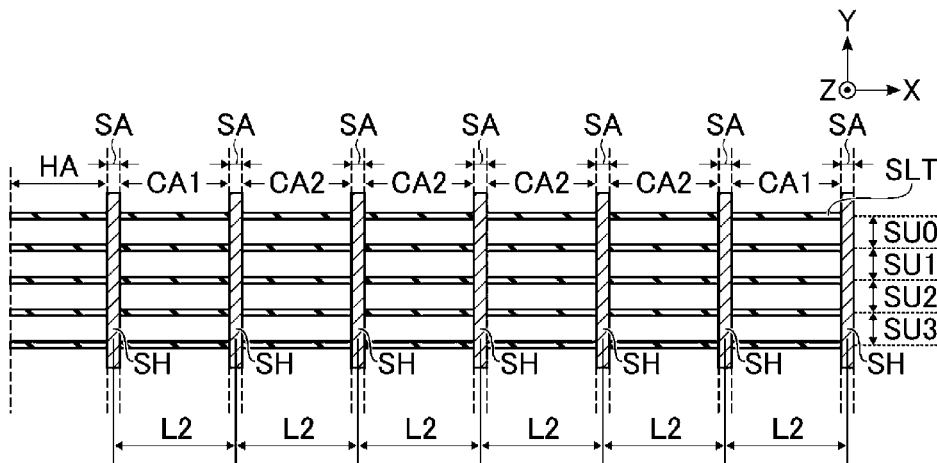 Y
Z X
SA SA SA SA SA SA SA
HA CA1 CA2 CA2 CA2 CA2 CA1 SLT
SU0
SU1
SU2
SU3
SH SH SH SH SH SH SH
L2 L2 L2 L2 L2 L2